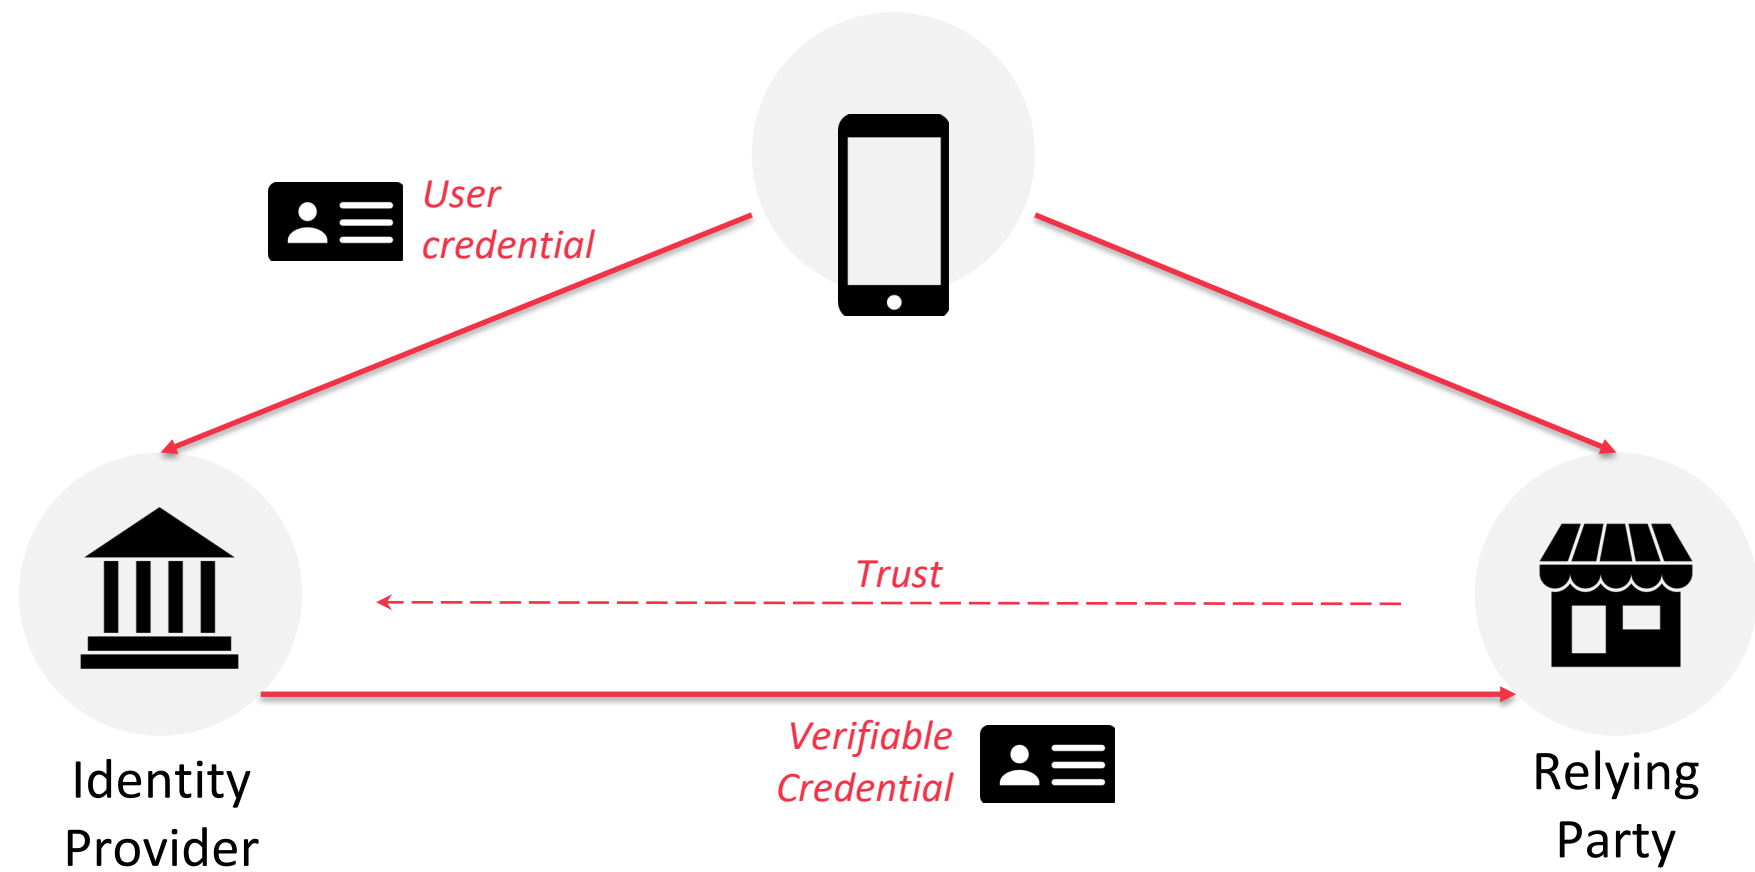 User
credential
Trust
Verifiable
Credential
Identity
Provider
Relying
Party